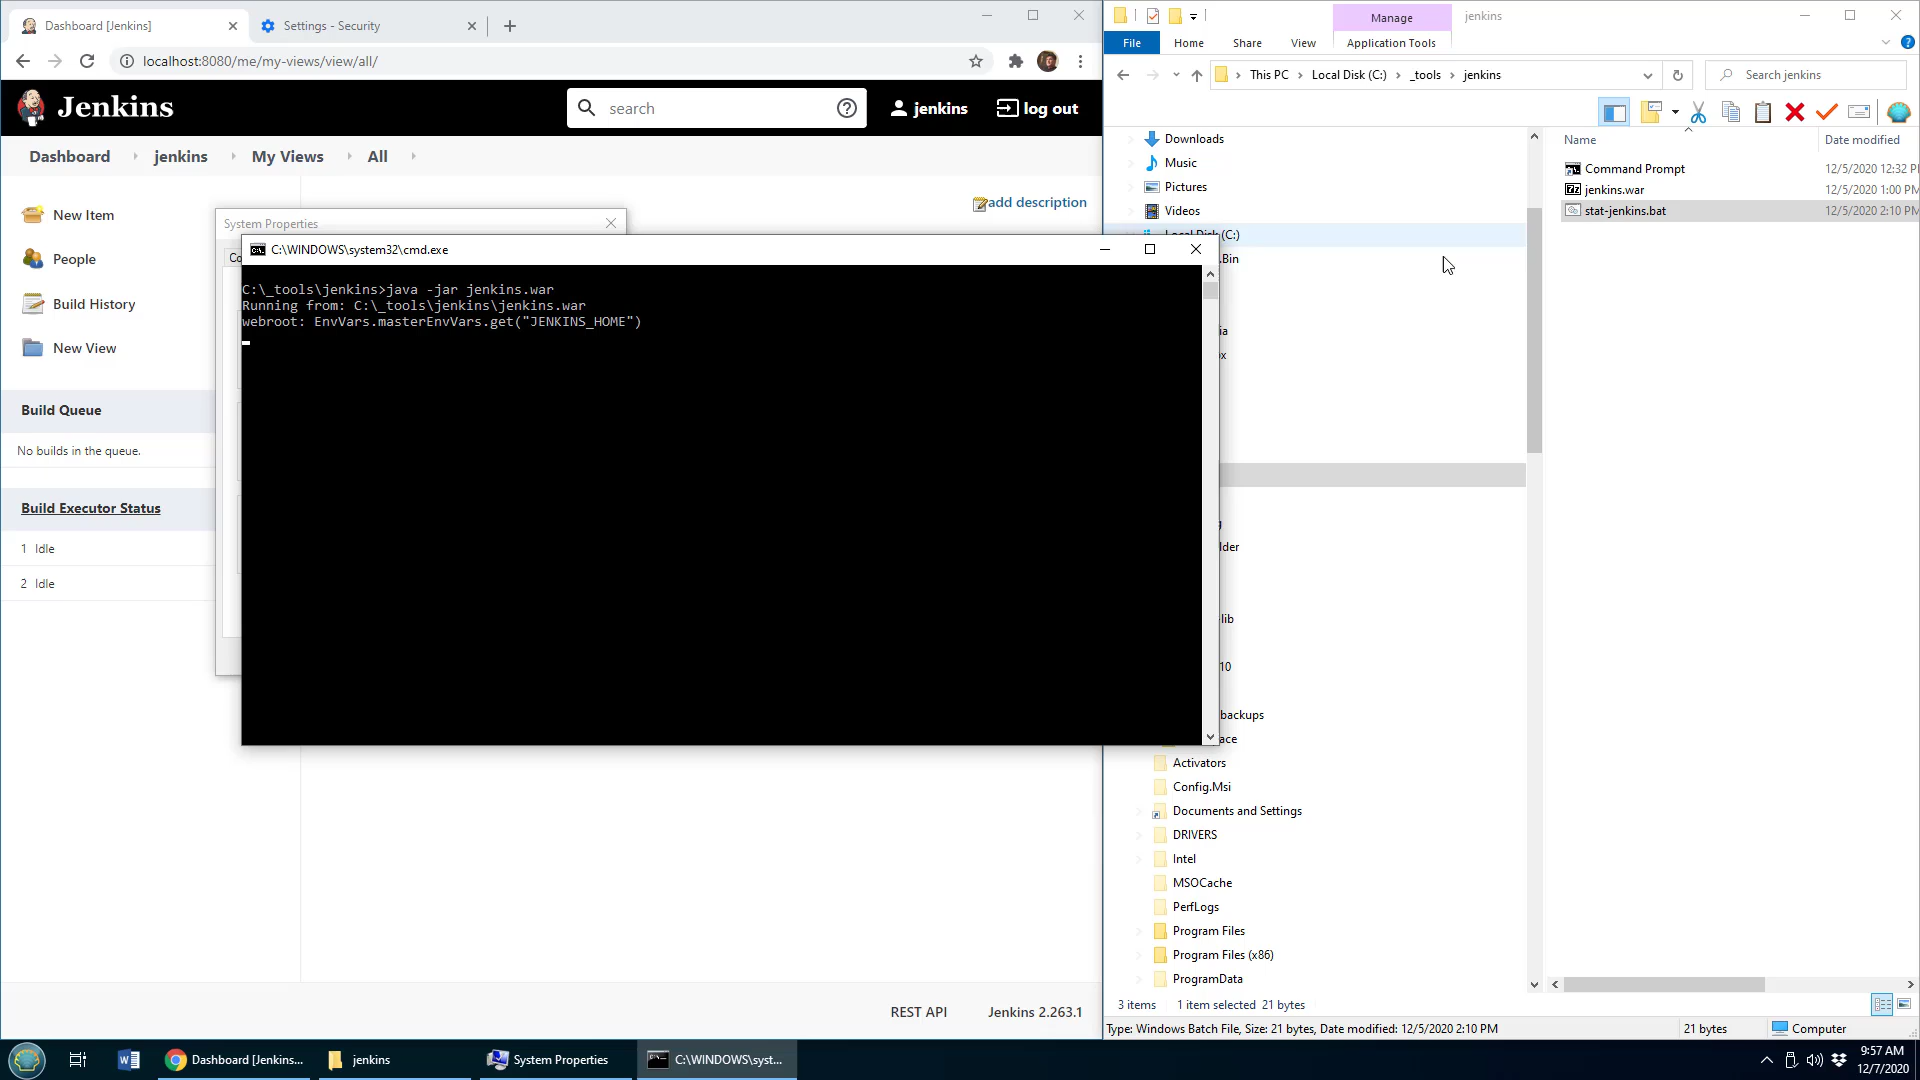 Dashboard [Jenkins]
Settings - Security
localhost:8080/me/my-views/view/all/
Jenkins
search
jenkins
log out
Dashboard
jenkins
My Views
All
New Item
People
Build History
New View
add description
Build Queue
No builds in the queue.
Build Executor Status
1 Idle
2 Idle
REST API
Jenkins 2.263.1
System Properties
Co
C:\WINDOWS\system32\cmd.exe
C:\_tools\jenkins>java -jar jenkins.war
Running from: C:\_tools\jenkins\jenkins.war
webroot: EnvVars.masterEnvVars.get("JENKINS_HOME")
Manage
jenkins
File
Home
Share
View
Application Tools
This PC
Local Disk (C:)
_tools
jenkins
Search jenkins
Downloads
Music
Pictures
Videos
Local Disk (C:)
.Bin
ia
ox
g
lder
-lib
10
backups
ace
Activators
Config.Msi
Documents and Settings
DRIVERS
Intel
MSOCache
PerfLogs
Program Files
Program Files (x86)
ProgramData
Name
Date modified
Command Prompt
12/5/2020 12:32 P
jenkins.war
12/5/2020 1:00 PM
stat-jenkins.bat
12/5/2020 2:10 PM
3 items
1 item selected 21 bytes
Type: Windows Batch File, Size: 21 bytes, Date modified: 12/5/2020 2:10 PM
21 bytes
Computer
Dashboard [Jenkins...
jenkins
System Properties
C:\WINDOWS\syst...
9:57 AM
12/7/2020